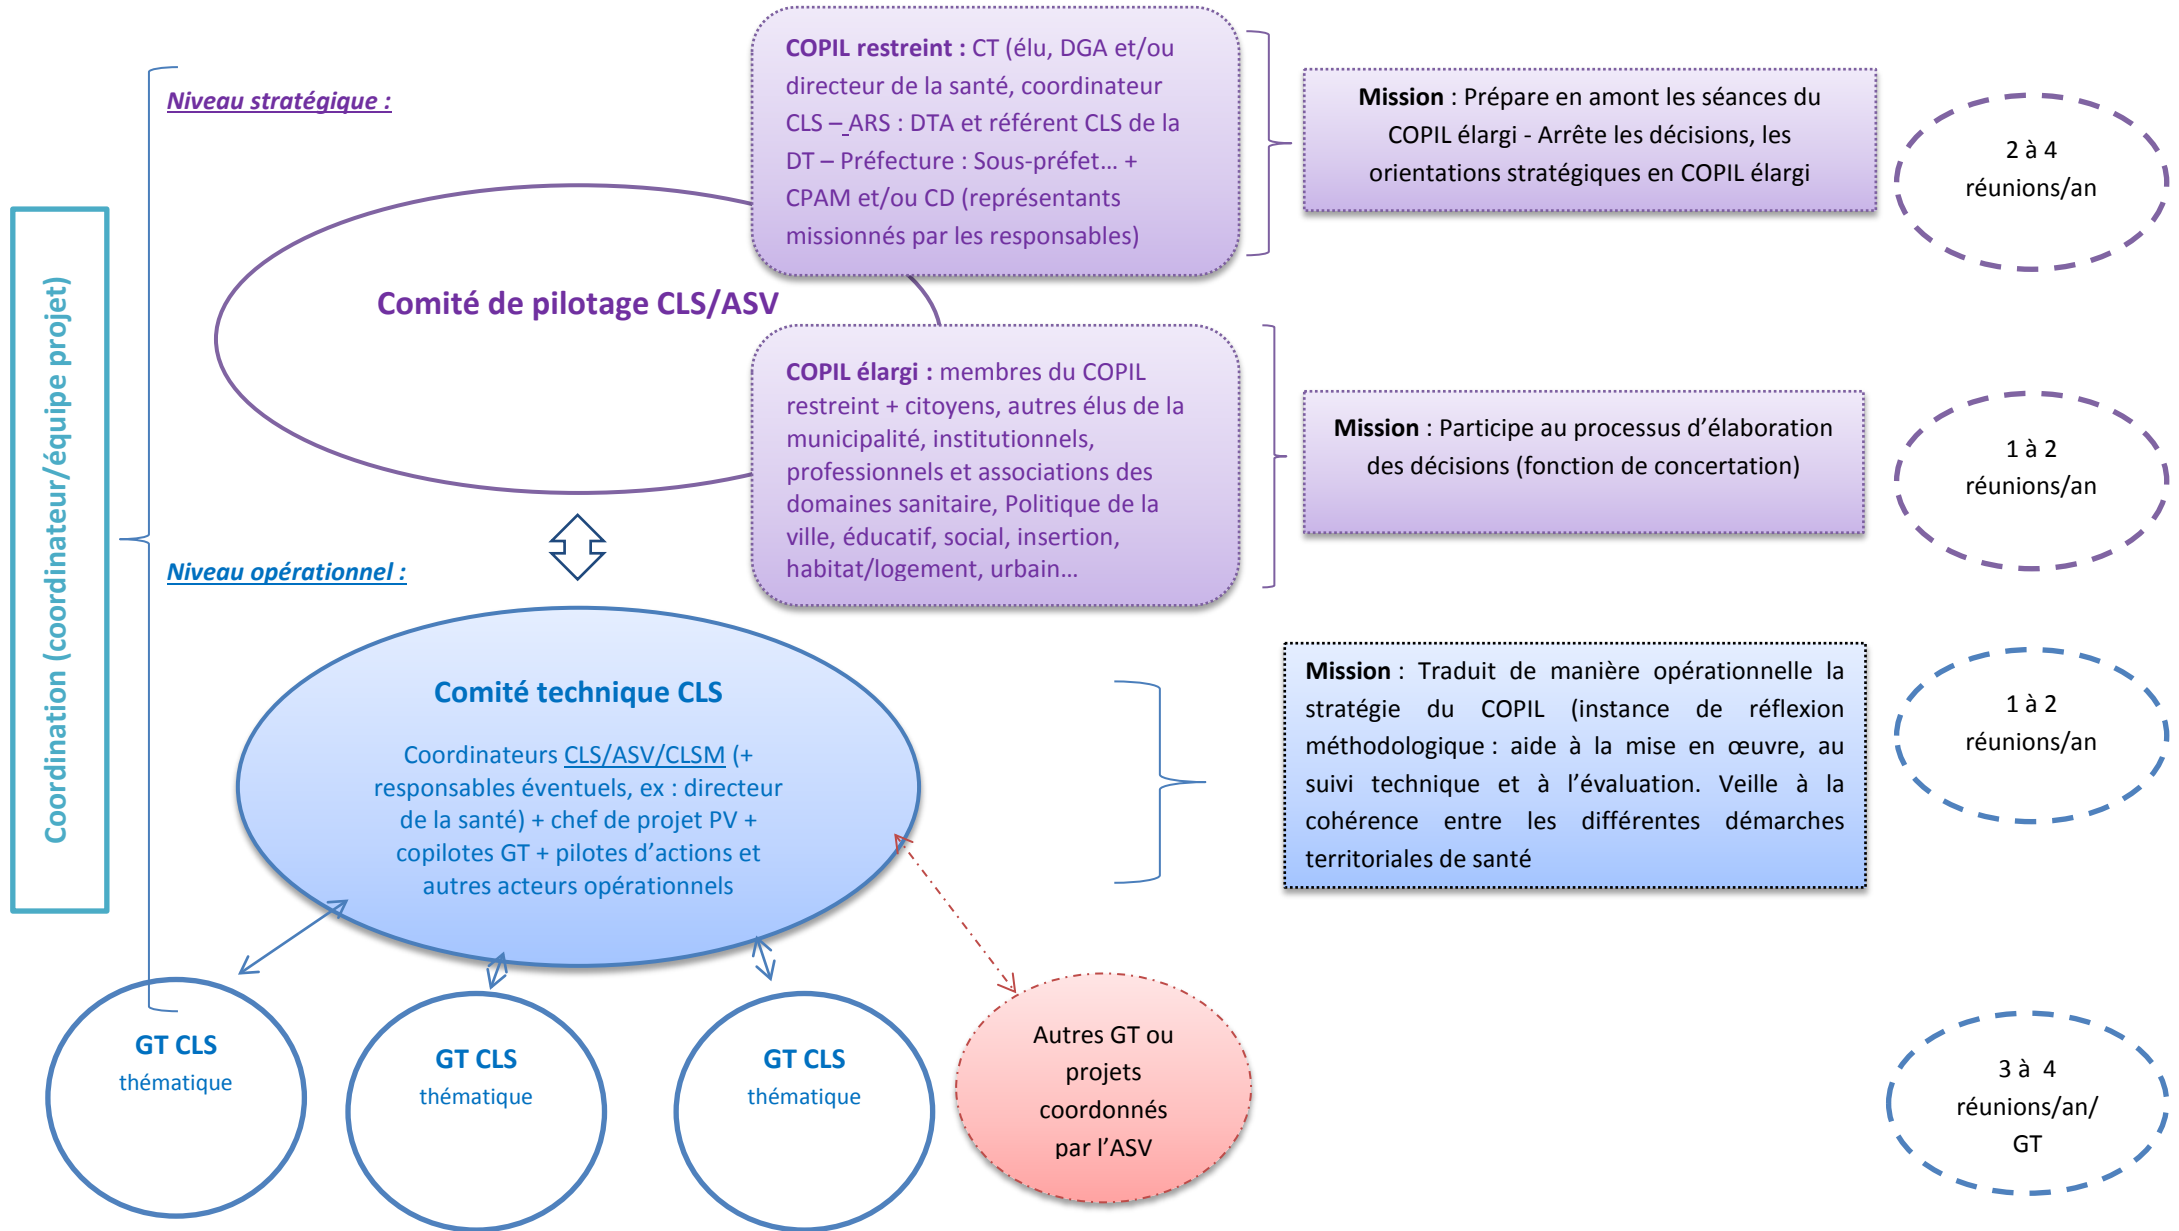 Coordination (coordinateur/équipe projet)
Niveau stratégique :
COPIL restreint : CT (élu, DGA et/ou
directeur de la santé, coordinateur
CLS – ARS : DTA et référent CLS de la
DT – Préfecture : Sous-préfet… +
CPAM et/ou CD (représentants
missionnés par les responsables)
Mission : Prépare en amont les séances du
COPIL élargi - Arrête les décisions, les
orientations stratégiques en COPIL élargi
2 à 4
réunions/an
Comité de pilotage CLS/ASV
COPIL élargi : membres du COPIL
restreint + citoyens, autres élus de la
municipalité, institutionnels,
professionnels et associations des
domaines sanitaire, Politique de la
ville, éducatif, social, insertion,
habitat/logement, urbain…
Mission : Participe au processus d’élaboration
des décisions (fonction de concertation)
1 à 2
réunions/an
Niveau opérationnel :
Comité technique CLS
Coordinateurs CLS/ASV/CLSM (+
responsables éventuels, ex : directeur
de la santé) + chef de projet PV +
copilotes GT + pilotes d’actions et
autres acteurs opérationnels
Mission : Traduit de manière opérationnelle la
stratégie du COPIL (instance de réflexion
méthodologique : aide à la mise en œuvre, au
suivi technique et à l’évaluation. Veille à la
cohérence entre les différentes démarches
territoriales de santé
1 à 2
réunions/an
GT CLS
thématique
GT CLS
thématique
GT CLS
thématique
Autres GT ou
projets
coordonnés
par l’ASV
3 à 4
réunions/an/
GT